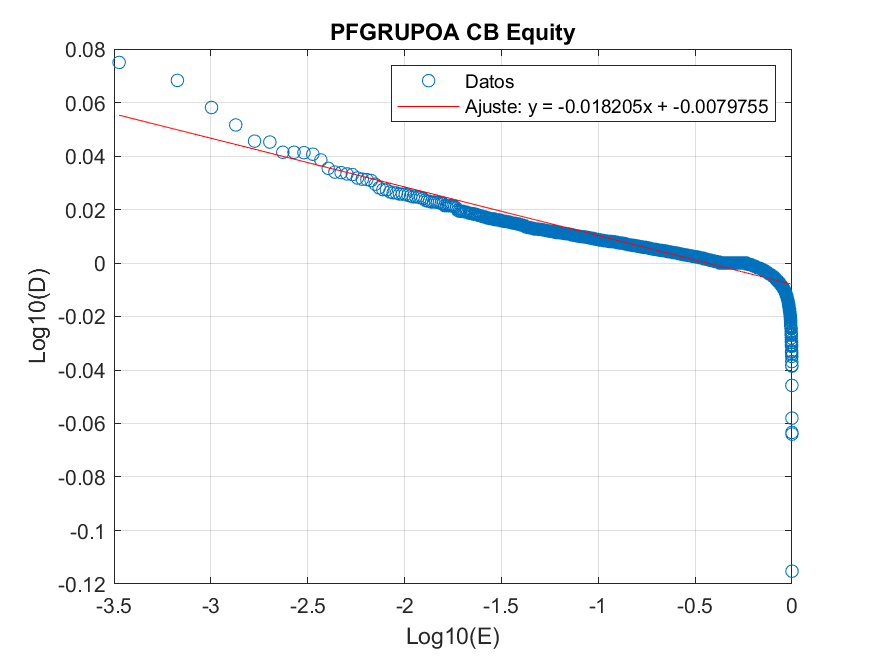 PFGRUPOA CB Equity
0.08
0.06
0.04
0.02
0
-0.02
-0.04
-0.06
-0.08
-0.1
-0.12
Log10(D)
Datos
Ajuste: y = -0.018205x + -0.0079755
-3.5 -3 -2.5 -2 -1.5 -1 -0.5 0
Log10(E)